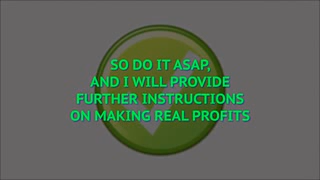 SO DO IT ASAP,
AND I WILL PROVIDE
FURTHER INSTRUCTIONS
ON MAKING REAL PROFITS